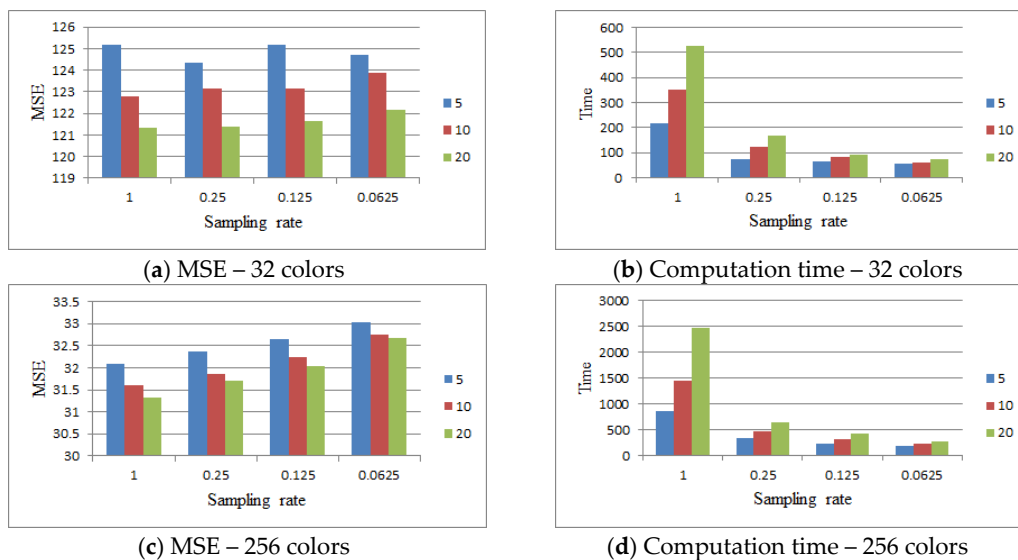 126
125
124
123
122
121
120
119
MSE
1 0.25 0.125 0.0625
Sampling rate
5
10
20
(a) MSE – 32 colors
600
500
400
300
200
100
0
Time
1 0.25 0.125 0.0625
Sampling rate
5
10
20
(b) Computation time – 32 colors
33.5
33
32.5
32
31.5
31
30.5
30
MSE
1 0.25 0.125 0.0625
Sampling rate
5
10
20
(c) MSE – 256 colors
3000
2500
2000
1500
1000
500
0
Time
1 0.25 0.125 0.0625
Sampling rate
5
10
20
(d) Computation time – 256 colors